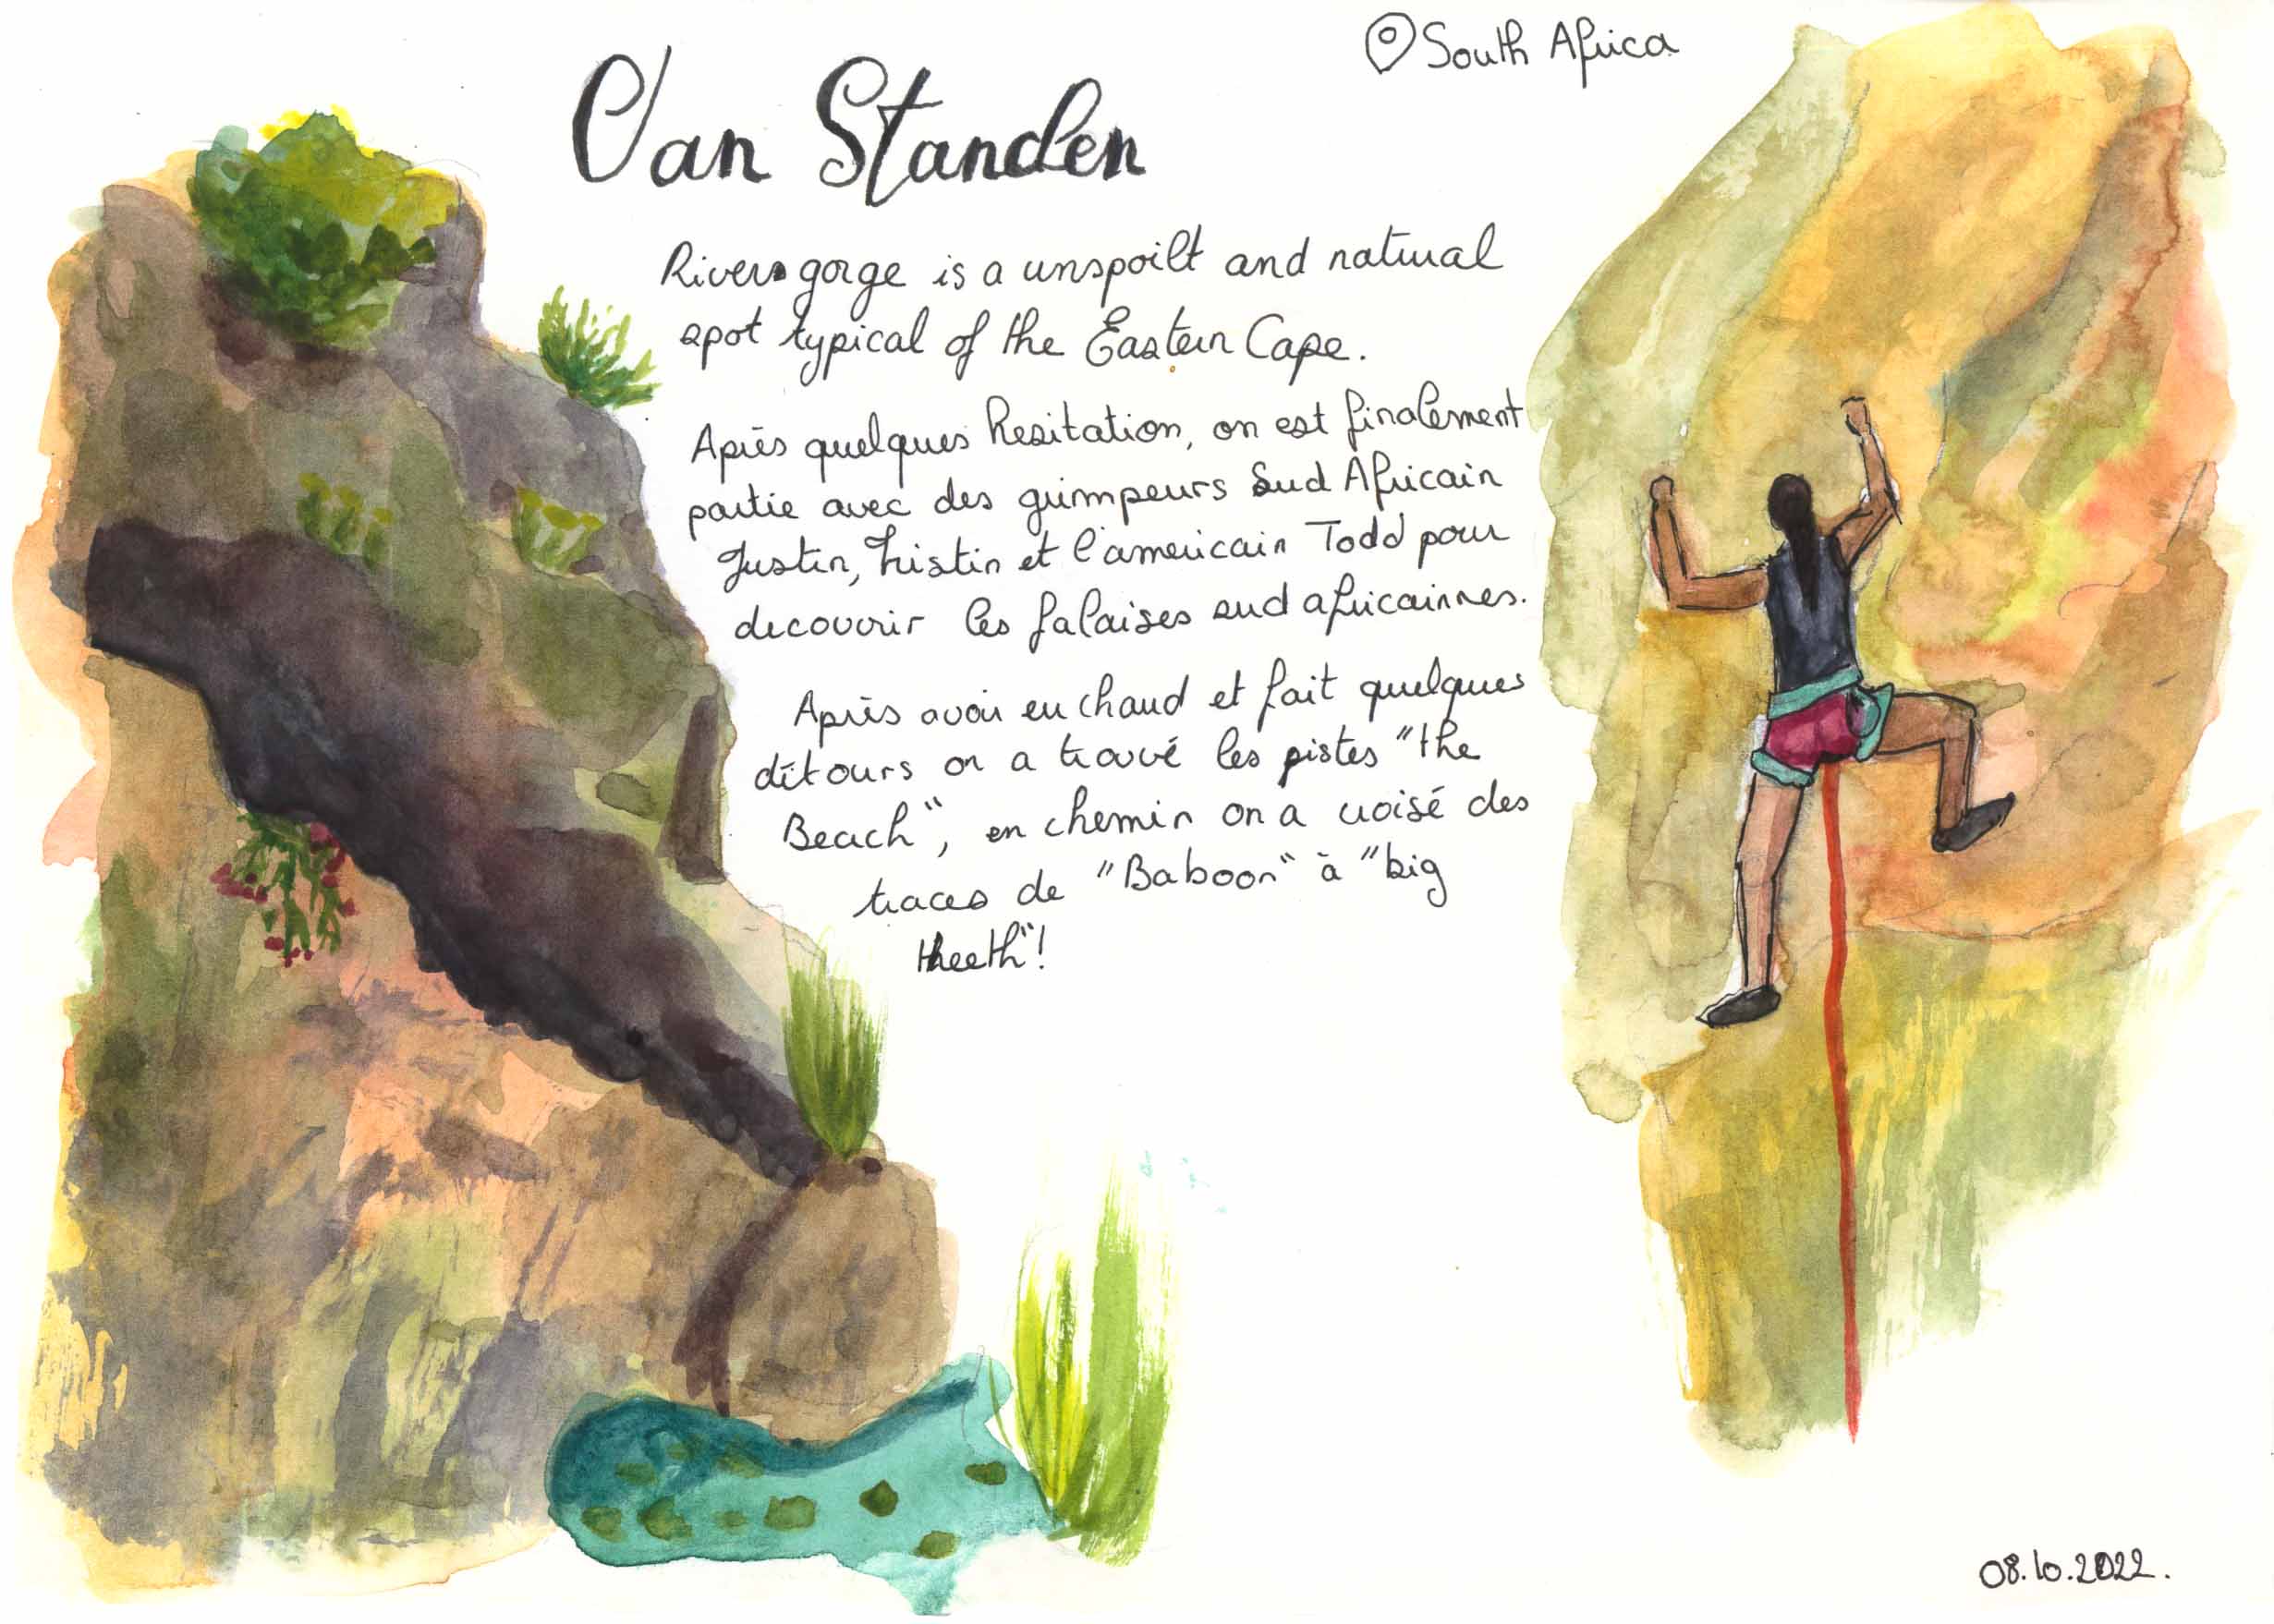 South Africa
Van Standen
Rivers gorge is a unspoilt and natural
spot typical of the Eastern Cape.
Après quelques hesitation, on est finalement
partie avec des grimpeurs Sud Africain
Justin, Tristin et l'americain Todd pour
decouvrir les falaises sud africainnes.
Après avoir eu chaud et fait quelques
détours on a trouvé les pistes "the
Beach", en chemin on a croisé des
traces de "Baboon" à "big
theeth"!
08.10.2022.